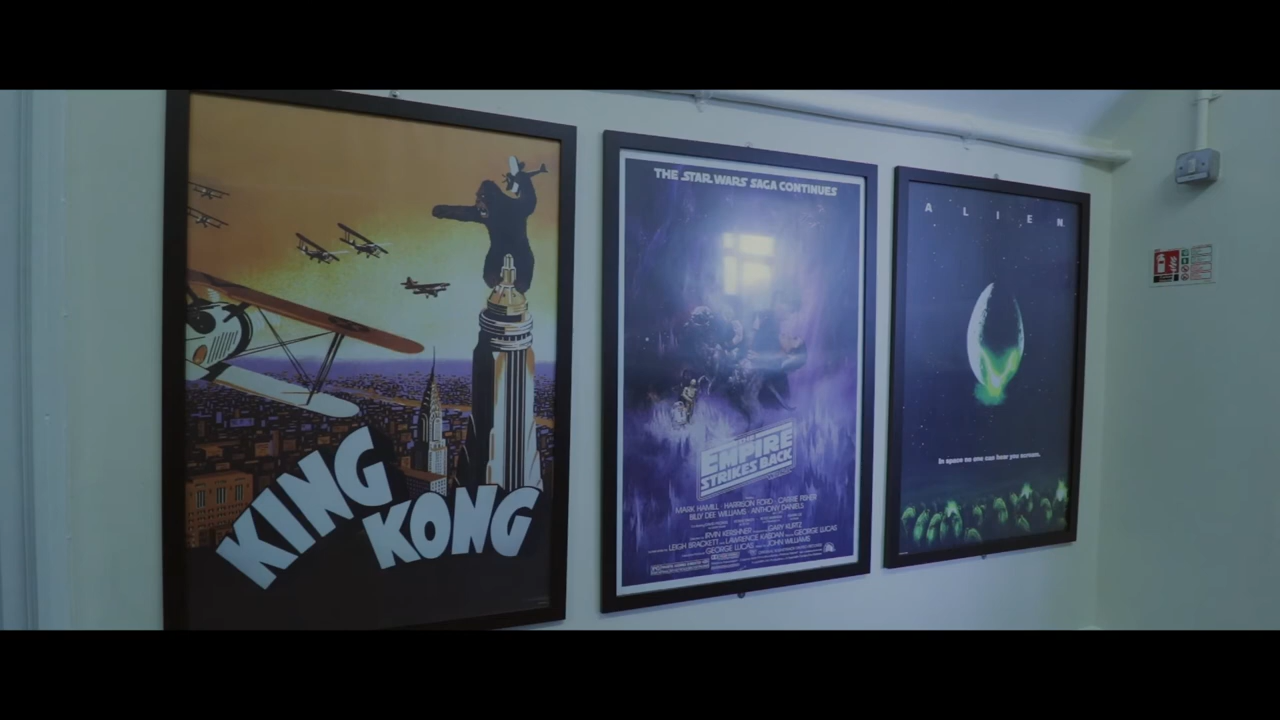 KING
KONG
THE STAR WARS SAGA CONTINUES
THE
EMPIRE
STRIKES BACK
MARK HAMILL · HARRISON FORD · CARRIE FISHER
BILLY DEE WILLIAMS · ANTHONY DANIELS
IRVIN KERSHNER GARY KURTZ
LEIGH BRACKETT LAWRENCE KASDAN GEORGE LUCAS
GEORGE LUCAS JOHN WILLIAMS
ALIEN
In space no one can hear you scream.